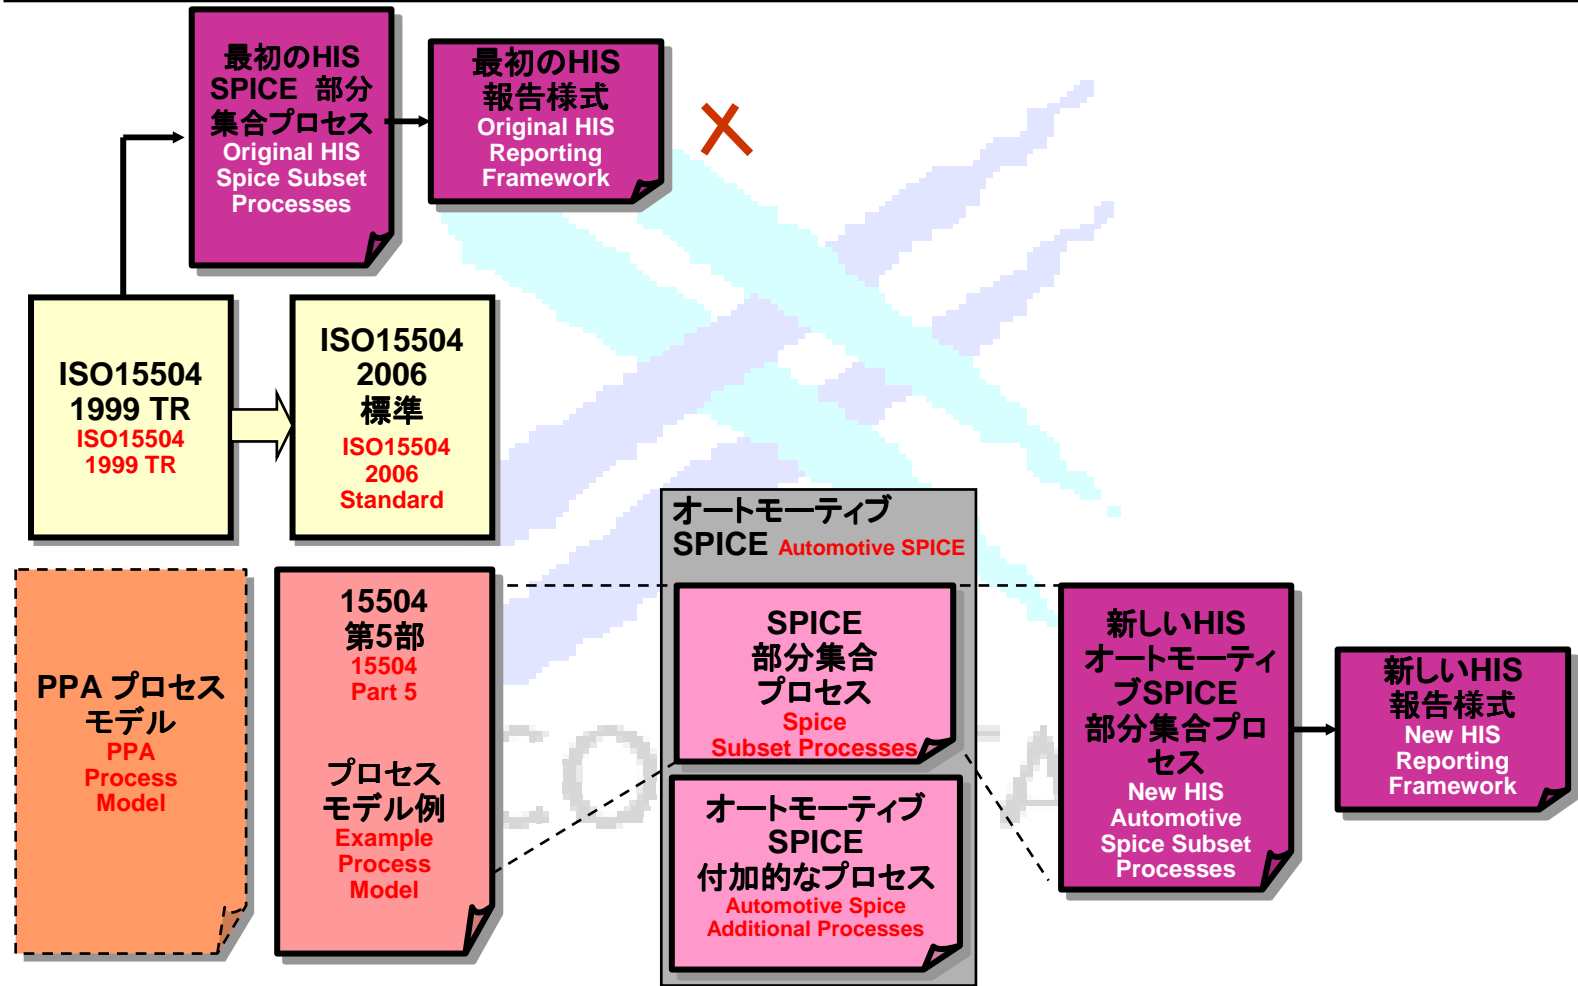 最初のHIS
SPICE 部分
集合プロセス
Original HIS
Spice Subset
Processes
最初のHIS
報告様式
Original HIS
Reporting
Framework
ISO15504
1999 TR
ISO15504
1999 TR
ISO15504
2006
標準
ISO15504
2006
Standard
オートモーティブ
SPICE Automotive SPICE
PPA プロセス
モデル
PPA
Process
Model
15504
第5部
15504
Part 5
プロセス
モデル例
Example
Process
Model
SPICE
部分集合
プロセス
Spice
Subset Processes
オートモーティブ
SPICE
付加的なプロセス
Automotive Spice
Additional Processes
新しいHIS
オートモーティ
ブSPICE
部分集合プロ
セス
New HIS
Automotive
Spice Subset
Processes
新しいHIS
報告様式
New HIS
Reporting
Framework